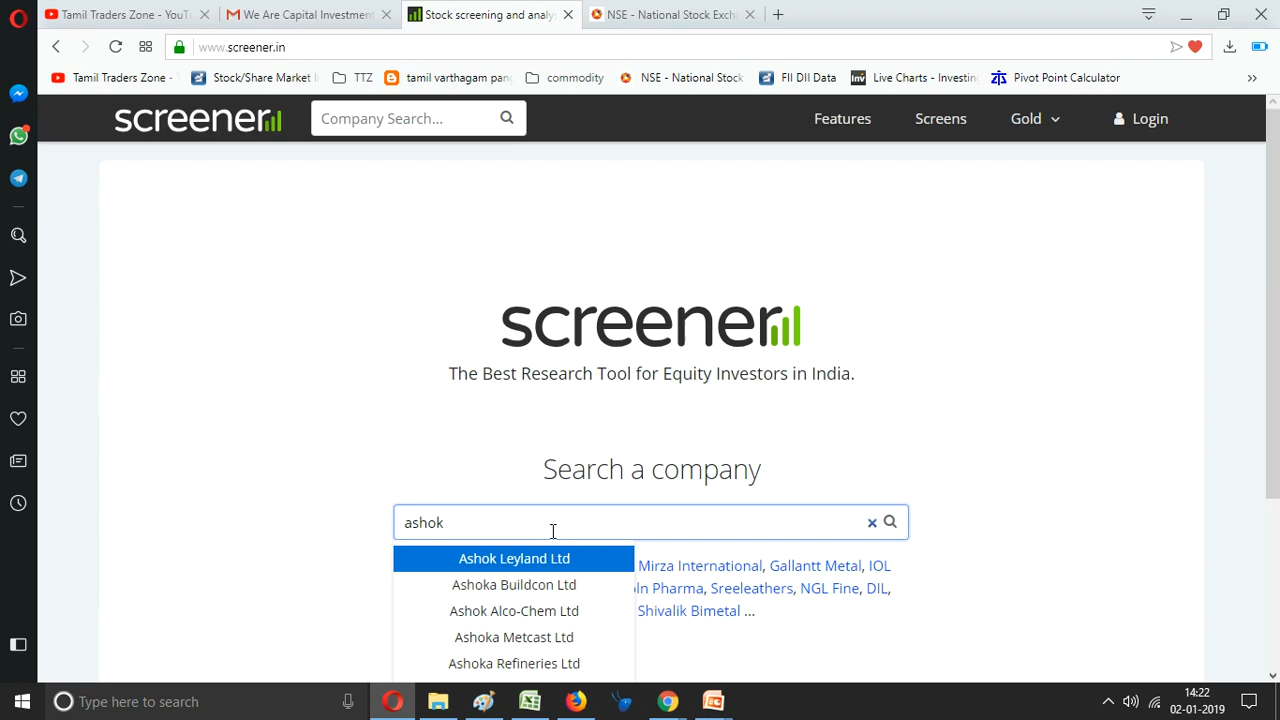 Tamil Traders Zone - YouTu
We Are Capital Investment
Stock screening and analys
NSE - National Stock Exch
www.screener.in
Tamil Traders Zone -
Stock/Share Market
TTZ
tamil varthagam pan
commodity
NSE - National Stock
FII DII Data
Live Charts - Investin
Pivot Point Calculator
screener
Company Search...
Features
Screens
Gold
Login
screener
The Best Research Tool for Equity Investors in India.
Search a company
ashok
Ashok Leyland Ltd
Ashoka Buildcon Ltd
Ashok Alco-Chem Ltd
Ashoka Metcast Ltd
Ashoka Refineries Ltd
Mirza International, Gallantt Metal, IOL
ln Pharma, Sreeleathers, NGL Fine, DIL,
Shivalik Bimetal ...
Type here to search
14:22
02-01-2019